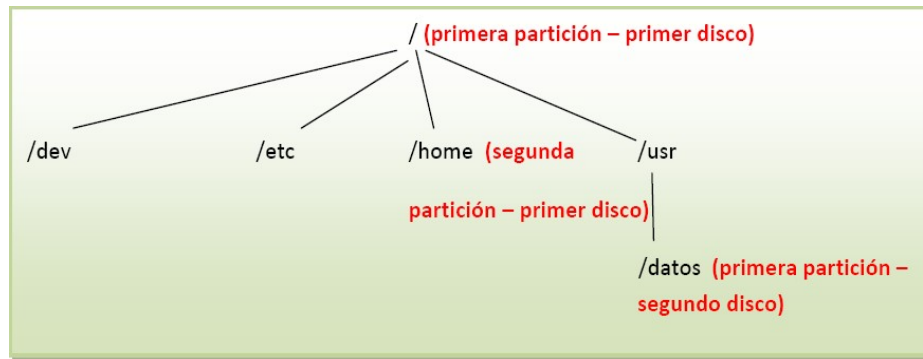 / (primera partición – primer disco)
/dev /etc /home (segunda /usr
partición – primer disco)
/datos (primera partición –
segundo disco)